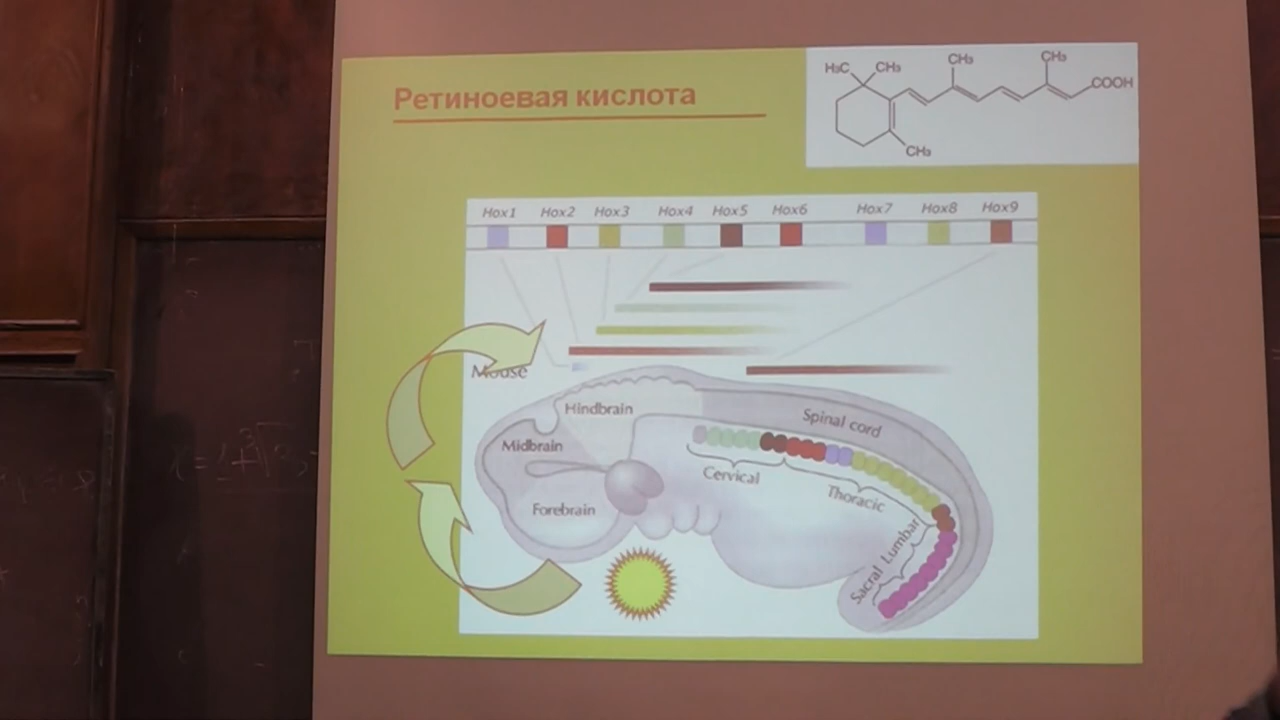 Ретиноевая кислота
H₃C CH₃ CH₃ CH₃ COOH
CH₃
Hox1 Hox2 Hox3 Hox4 Hox5 Hox6 Hox7 Hox8 Hox9
Mouse
Hindbrain
Spinal cord
Midbrain
Cervical
Thoracic
Forebrain
Lumbar
Sacral